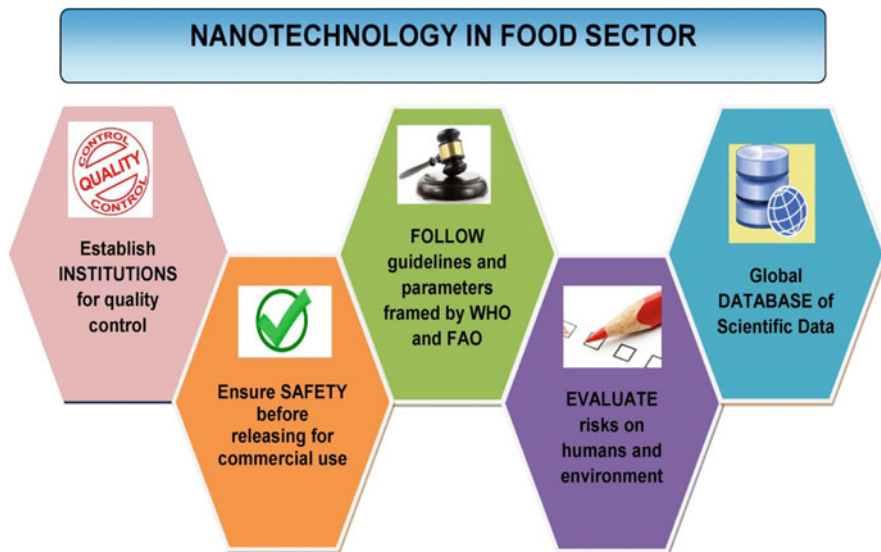 NANOTECHNOLOGY IN FOOD SECTOR
CONTROL
QUALITY
CONTROL
Establish
INSTITUTIONS
for quality
control
Ensure SAFETY
before
releasing for
commercial use
FOLLOW
guidelines and
parameters
framed by WHO
and FAO
EVALUATE
risks on
humans and
environment
Global
DATABASE of
Scientific Data